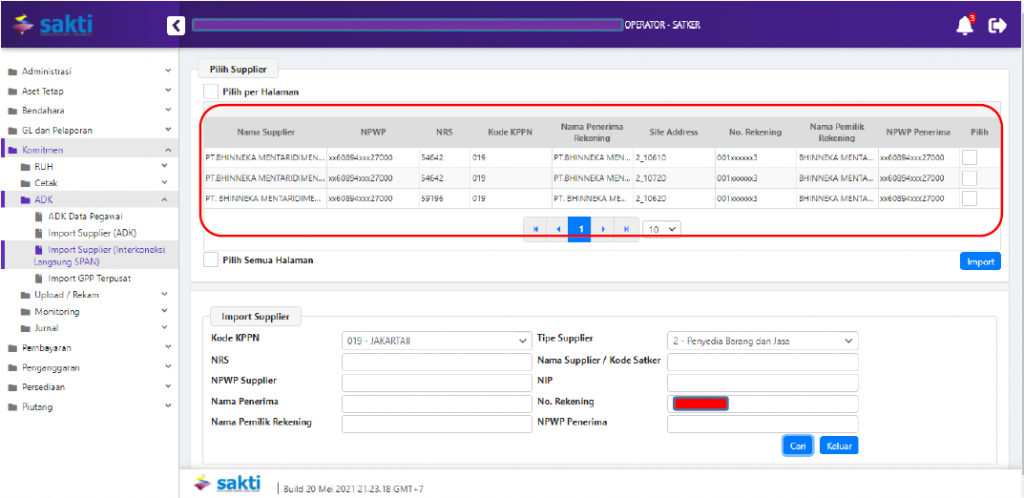 sakti
OPERATOR - SATKER
3
Administrasi
Aset Tetap
Bendahara
GL dan Pelaporan
Komitmen
RUH
Cetak
ADK
ADK Data Pegawai
Import Supplier (ADK)
Import Supplier (Interkoneksi
Langsung SPAN)
Import GPP Terpusat
Upload / Rekam
Monitoring
Jurnal
Pembayaran
Penganggaran
Persediaan
Piutang
Pilih Supplier
Pilih per Halaman
Nama Supplier NPWP NRS Kode KPPN Nama Penerima Rekening Site Address No. Rekening Nama Pemilik Rekening NPWP Penerima Pilih
PT.BHINNEKA MENTARIDIMEN... xx60894xxx27000 54642 019 PT.BHINNEKA MEN... 2_10610 001xxxxxx3 BHINNEKA MENTA... xx60894xxx27000
PT.BHINNEKA MENTARIDIMEN... xx60894xxx27000 54642 019 PT.BHINNEKA MEN... 2_10720 001xxxxxx3 BHINNEKA MENTA... xx60894xxx27000
PT. BHINNEKA MENTARIDIME... xx60894xxx27000 59196 019 PT. BHINNEKA ME... 2_10620 001xxxxxx3 BHINNEKA MENTA... xx60894xxx27000
1 10
Pilih Semua Halaman
Import
Import Supplier
Kode KPPN 019 - JAKARTAII Tipe Supplier 2 - Penyedia Barang dan Jasa
NRS Nama Supplier / Kode Satker
NPWP Supplier NIP
Nama Penerima No. Rekening
Nama Pemilik Rekening NPWP Penerima
Cari Keluar
sakti | Build 20 Mei 2021 21.23.18 GMT+7